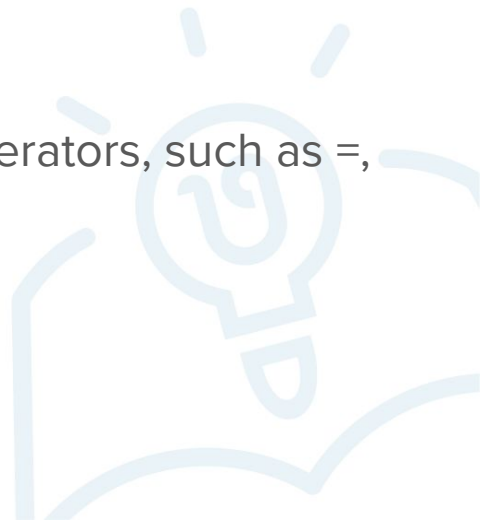 erators, such as =,